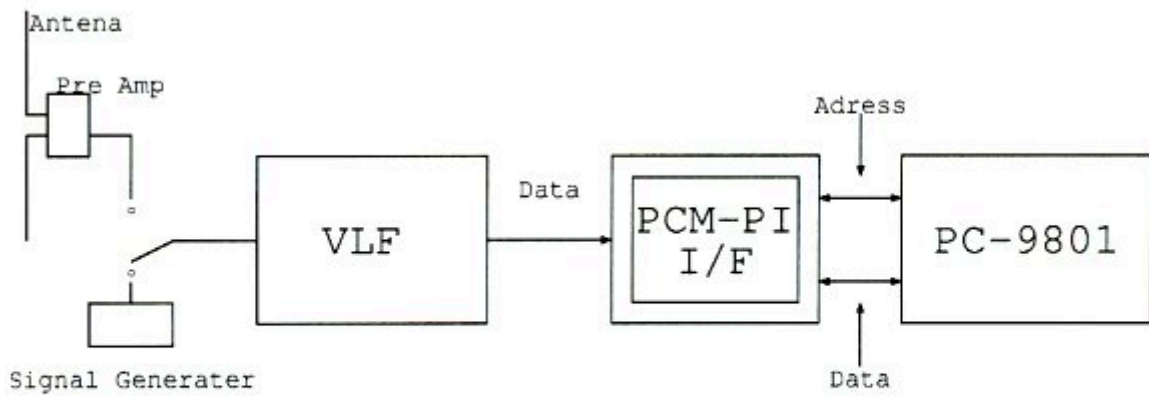 Antena
Pre Amp
Adress
Data
VLF
PCM-PI
I/F
PC-9801
Signal Generater
Data